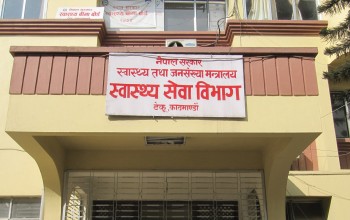 स्वास्थ्य बीमा बोर्ड
नेपाल सरकार
स्वास्थ्य तथा जनसंख्या मन्त्रालय
स्वास्थ्य सेवा विभाग
टेकु, काठमाण्डौं